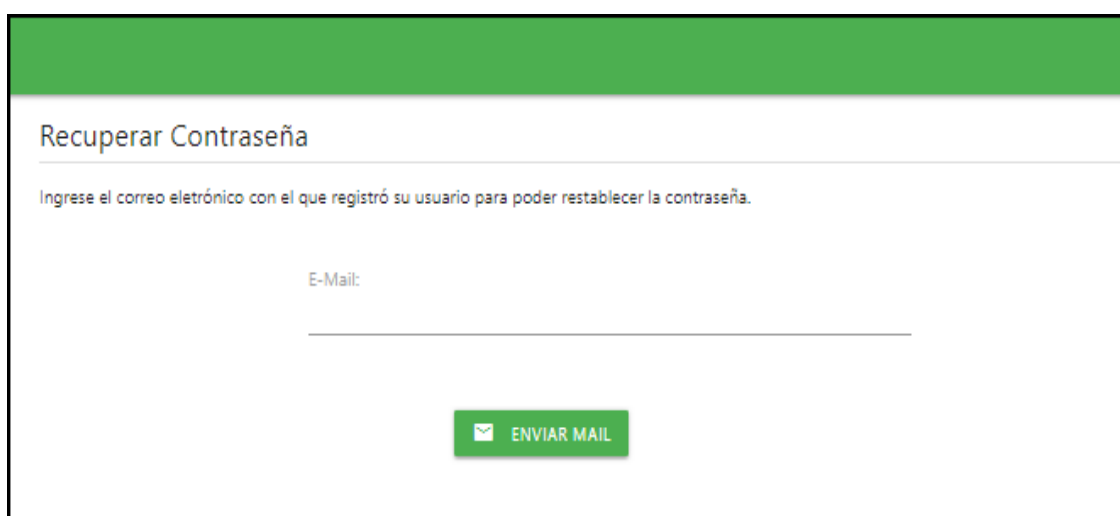 Recuperar Contraseña
Ingrese el correo eletrónico con el que registró su usuario para poder restablecer la contraseña.
E-Mail:
ENVIAR MAIL